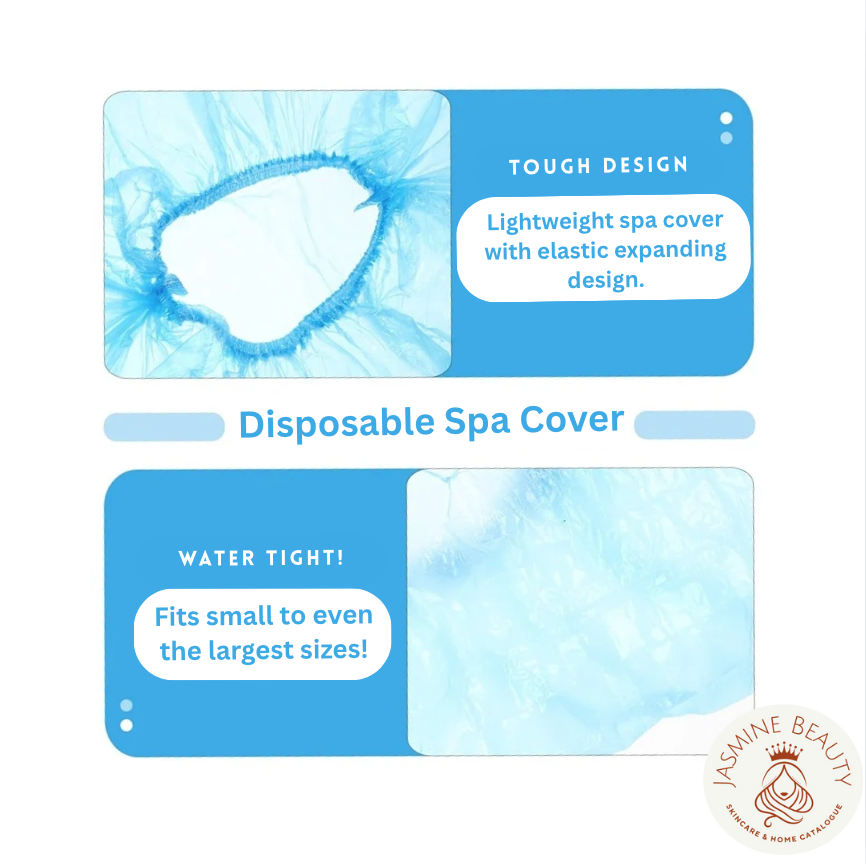 TOUGH DESIGN
Lightweight spa cover
with elastic expanding
design.
Disposable Spa Cover
WATER TIGHT!
Fits small to even
the largest sizes!
JASMINE BEAUTY
SKINCARE & HOME CATALOGUE